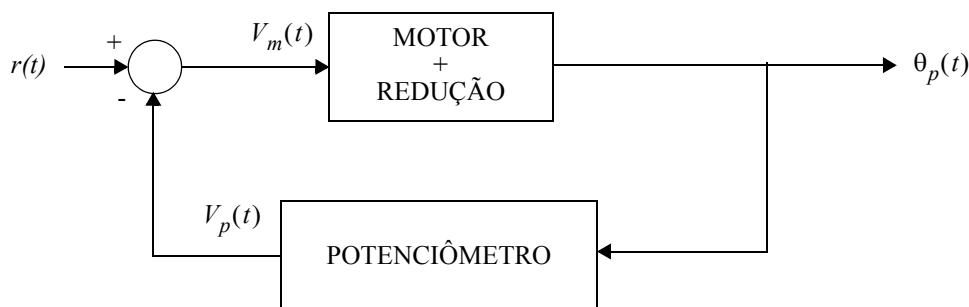 V_m(t)
MOTOR
+
REDUÇÃO
+
r(t)
-
θ_p(t)
V_p(t)
POTENCIÔMETRO